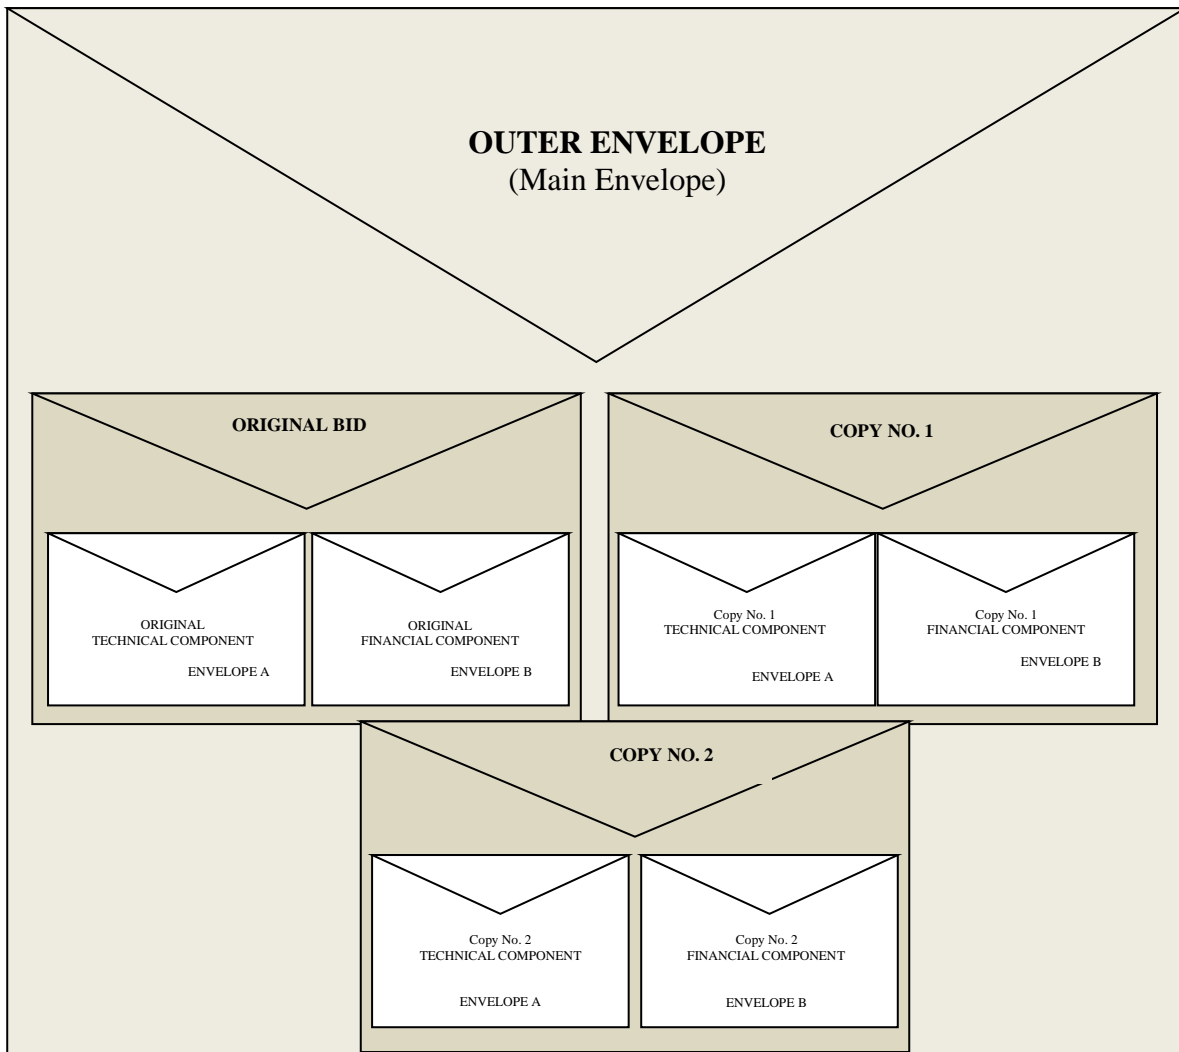 OUTER ENVELOPE
(Main Envelope)
ORIGINAL BID
ORIGINAL
TECHNICAL COMPONENT
ENVELOPE A
ORIGINAL
FINANCIAL COMPONENT
ENVELOPE B
COPY NO. 1
Copy No. 1
TECHNICAL COMPONENT
ENVELOPE A
Copy No. 1
FINANCIAL COMPONENT
ENVELOPE B
COPY NO. 2
Copy No. 2
TECHNICAL COMPONENT
ENVELOPE A
Copy No. 2
FINANCIAL COMPONENT
ENVELOPE B